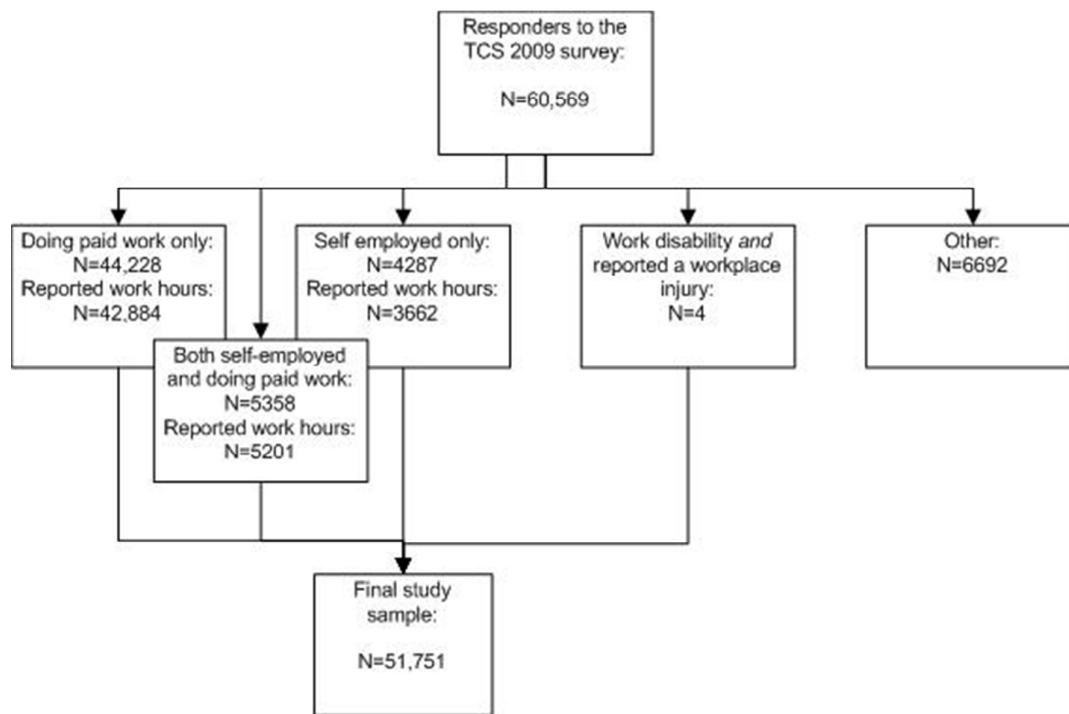 Responders to the
TCS 2009 survey:
N=60,569
Doing paid work only:
N=44,228
Reported work hours:
N=42,884
Both self-employed
and doing paid work:
N=5358
Reported work hours:
N=5201
Self employed only:
N=4287
Reported work hours:
N=3662
Work disability and
reported a workplace
injury:
N=4
Other:
N=6692
Final study
sample:
N=51,751